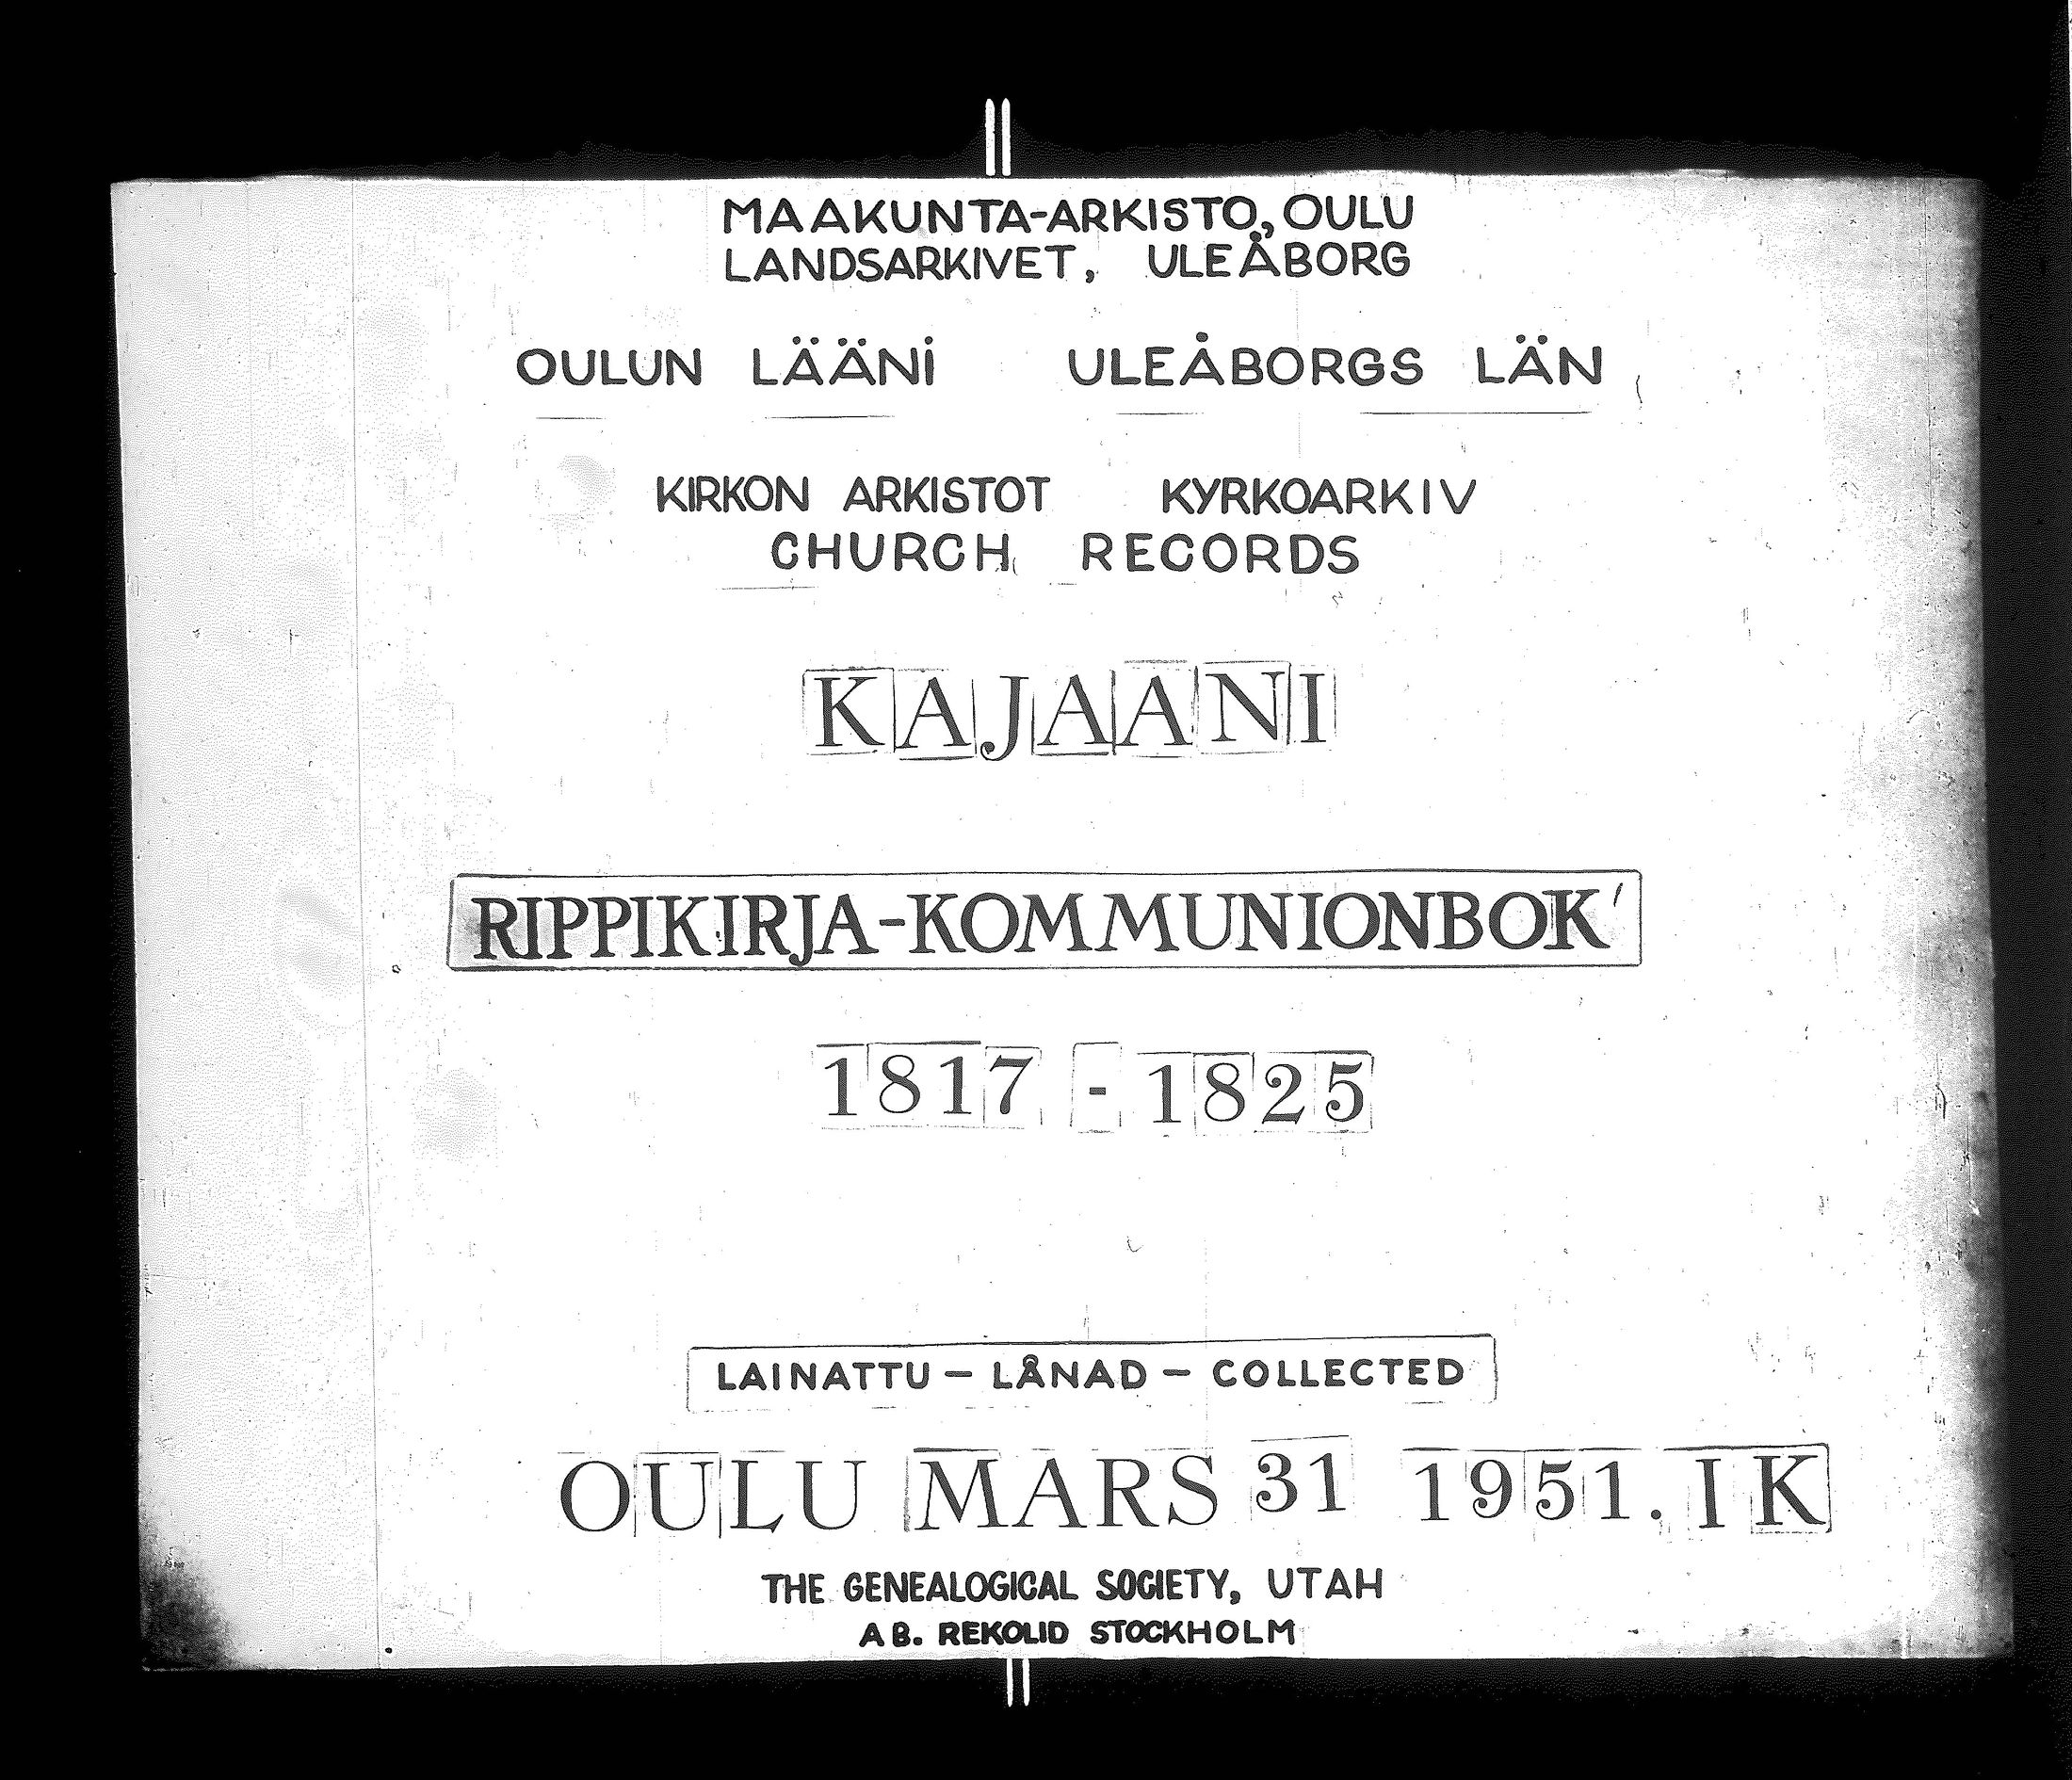 MAAKUNTA-ARKISTO, OULU
LANDSARKIVET, ULEÅBORG
OULUN LÄÄNI ULEÅBORGS LÄN
KIRKON ARKISTOT KYRKOARKIV
CHURCH RECORDS
KAJAANI
RIPPIKIRJA-KOMMUNIONBOK
1817 - 1825
LAINATTU - LÅNAD - COLLECTED
OULU MARS 31 1951. IK
THE GENEALOGICAL SOCIETY, UTAH
AB. REKOLID STOCKHOLM